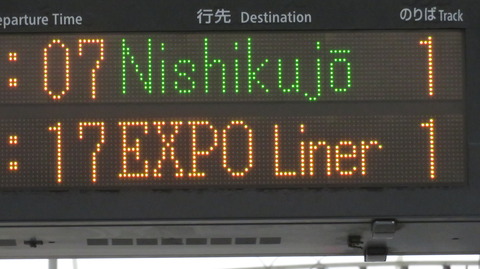 eparture Time 行先 Destination のりば Track
:07 Nishikujō 1
:17 EXPO Liner 1